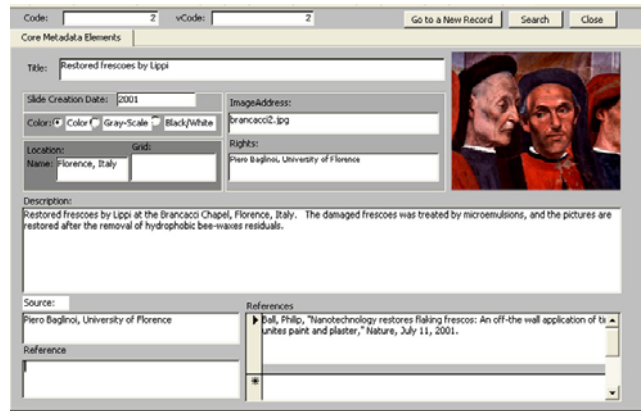 Code: 2 vCode: 2 Go to a New Record Search Close
Core Metadata Elements
Title: Restored frescoes by Lippi
Slide Creation Date: 2001
Color: Color Gray-Scale Black/White
ImageAddress:
brancacci2.jpg
Location: Grid:
Name: Florence, Italy
Rights:
Piero Baglinoi, University of Florence
Description:
Restored frescoes by Lippi at the Brancacci Chapel, Florence, Italy. The damaged frescoes was treated by microemulsions, and the pictures are
restored after the removal of hydrophobic bee-waxes residuals.
Source:
Piero Baglinoi, University of Florence
Reference
References
Ball, Philip, "Nanotechnology restores flaking frescos: An off-the wall application of
unites paint and plaster," Nature, July 11, 2001.